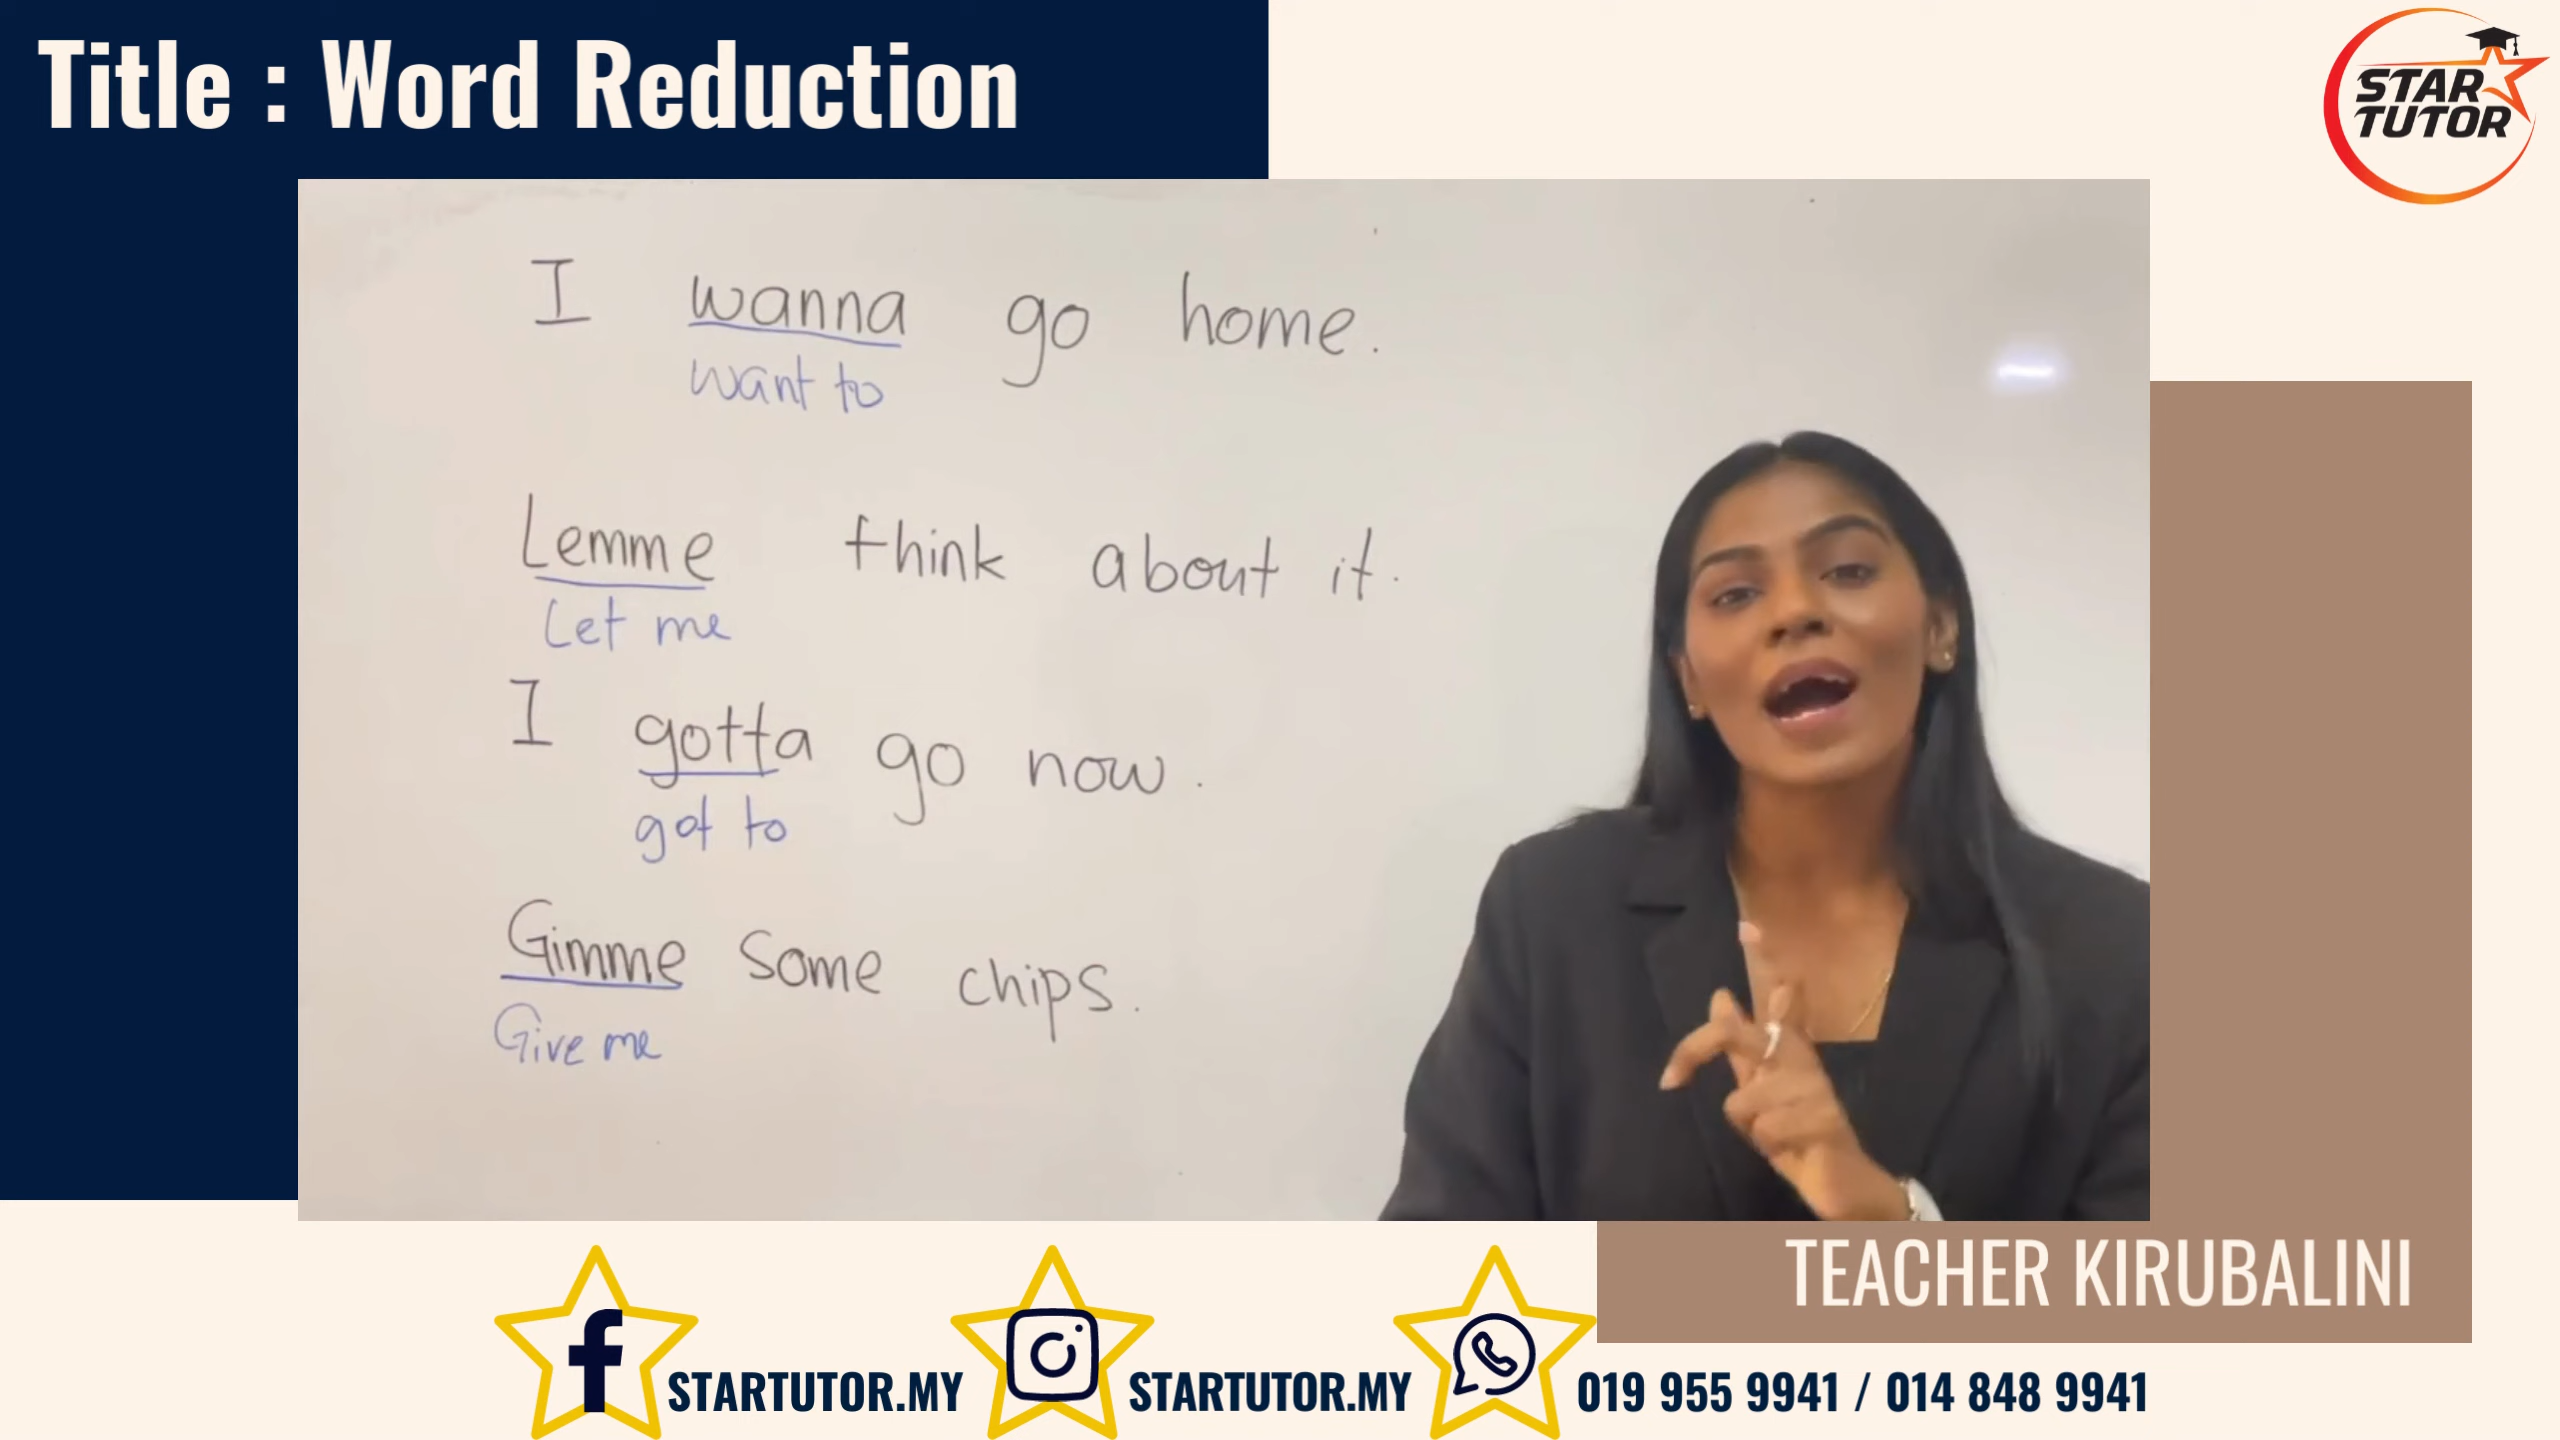 Title : Word Reduction
STAR
TUTOR
I wanna go home.
want to
Lemme think about it.
Let me
I gotta go now.
got to
Gimme some chips.
Give me
TEACHER KIRUBALINI
STARTUTOR.MY
STARTUTOR.MY
019 955 9941 / 014 848 9941